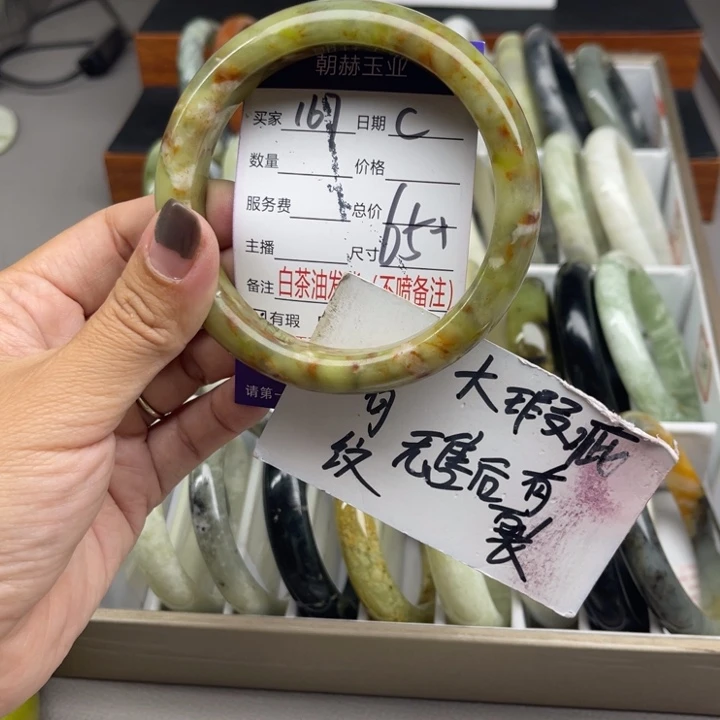 朝赫玉业
买家 167 日期 C
数量 价格
服务费 总价 65+
主播 尺寸
备注 白茶油发 (不喷备注)
有瑕
请第一
大瑕疵
有 无售后有
纹 裂